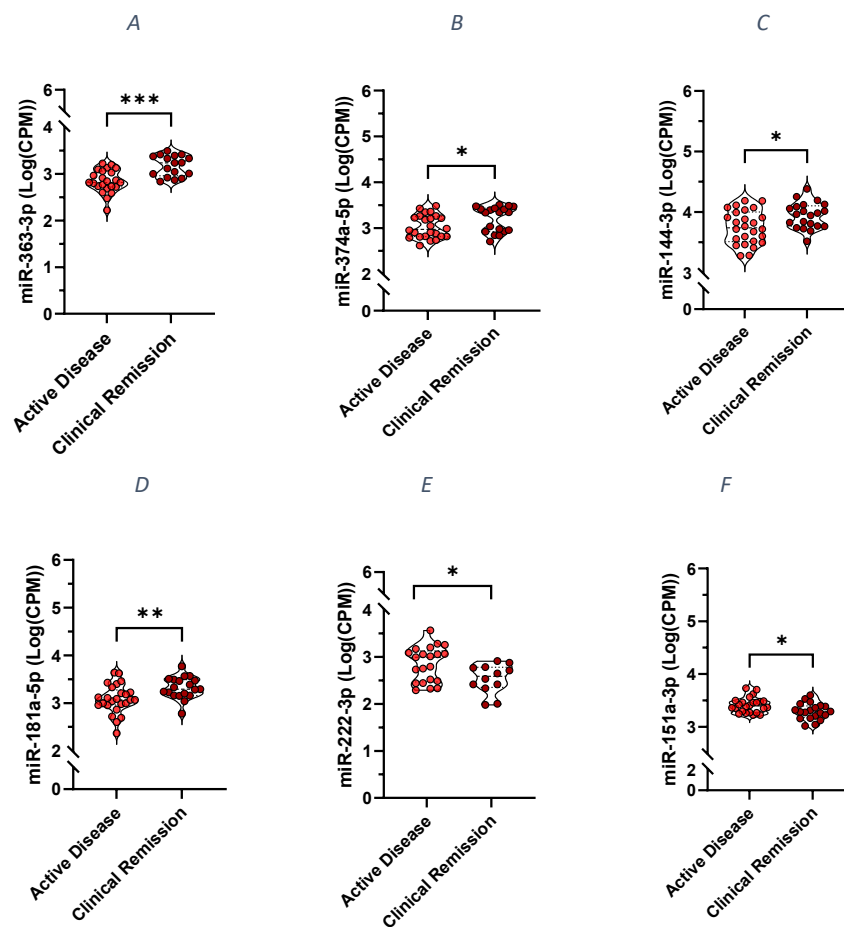 A
B
C
miR-363-3p (Log(CPM))
6
4
3
2
1
0
***
Active Disease
Clinical Remission
miR-374a-5p (Log(CPM))
6
5
4
3
2
0
*
Active Disease
Clinical Remission
miR-144-3p (Log(CPM))
6
5
4
3
0
*
Active Disease
Clinical Remission
D
E
F
miR-181a-5p (Log(CPM))
6
5
4
3
2
0
**
Active Disease
Clinical Remission
miR-222-3p (Log(CPM))
6
4
3
2
1
0
*
Active Disease
Clinical Remission
miR-151a-3p (Log(CPM))
6
5
4
3
2
0
*
Active Disease
Clinical Remission